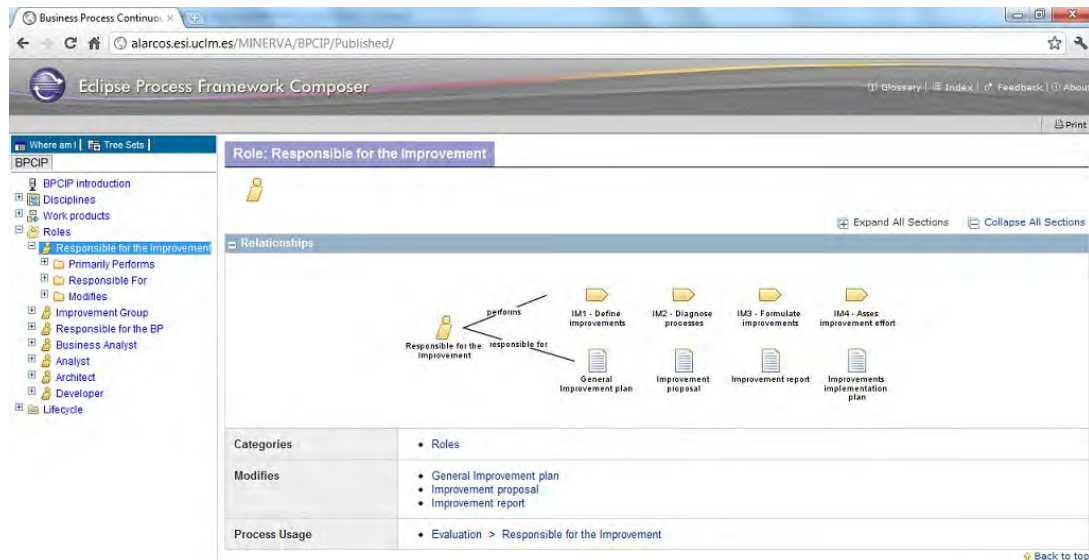 Business Process Continuou
alarcos.esi.uclm.es/MINERVA/BPCIP/Published/
Eclipse Process Framework Composer
Glossary | Index | Feedback | About
Print
Where am I | Tree Sets |
BPCIP
BPCIP introduction
Disciplines
Work products
Roles
Responsible for the Improvement
Primarily Performs
Responsible For
Modifies
Improvement Group
Responsible for the BP
Business Analyst
Analyst
Architect
Developer
Lifecycle
Role: Responsible for the Improvement
Expand All Sections Collapse All Sections
Relationships
performs
responsible for
Responsible for the
Improvement
IM1 - Define
improvements
IM2 - Diagnose
processes
IM3 - Formulate
improvements
IM4 - Asses
improvement effort
General
Improvement plan
Improvement
proposal
Improvement report
Improvements
implementation
plan
Categories
• Roles
Modifies
• General Improvement plan
• Improvement proposal
• Improvement report
Process Usage
• Evaluation > Responsible for the Improvement
Back to top